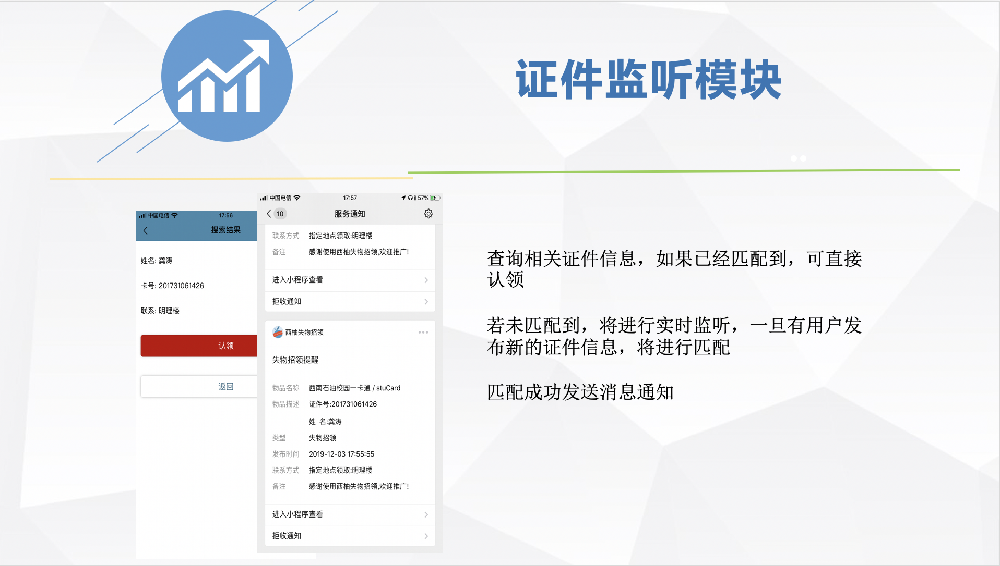 证件监听模块
中国电信 17:56
搜索结果
姓名: 龚涛
卡号: 201731061426
联系: 明理楼
认领
返回
中国电信 17:57 57%
10 服务通知
联系方式 指定地点领取:明理楼
备注 感谢使用西柚失物招领,欢迎推广!
进入小程序查看
拒收通知
西柚失物招领
失物招领提醒
物品名称 西南石油校园一卡通 / stuCard
物品描述 证件号:201731061426
姓 名:龚涛
类型 失物招领
发布时间 2019-12-03 17:55:55
联系方式 指定地点领取:明理楼
备注 感谢使用西柚失物招领,欢迎推广!
进入小程序查看
拒收通知
查询相关证件信息，如果已经匹配到，可直接
认领
若未匹配到，将进行实时监听，一旦有用户发
布新的证件信息，将进行匹配
匹配成功发送消息通知